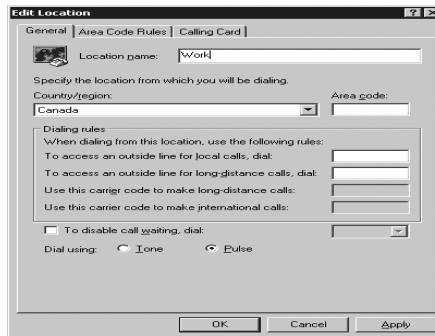 Edit Location
General Area Code Rules Calling Card
Location name: Work
Specify the location from which you will be dialing.
Country/region: Area code:
Canada
Dialing rules
When dialing from this location, use the following rules:
To access an outside line for local calls, dial:
To access an outside line for long-distance calls, dial:
Use this carrier code to make long-distance calls:
Use this carrier code to make international calls:
To disable call waiting, dial:
Dial using: Tone Pulse
OK Cancel Apply